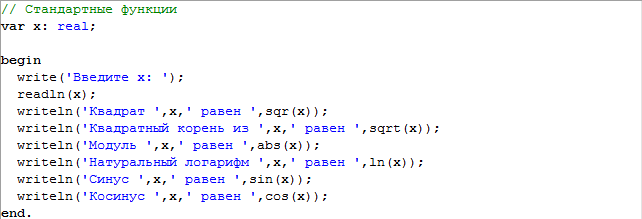 // Стандартные функции
var x: real;
begin
write('Введите x: ');
readln(x);
writeln('Квадрат ',x,' равен ',sqr(x));
writeln('Квадратный корень из ',x,' равен ',sqrt(x));
writeln('Модуль ',x,' равен ',abs(x));
writeln('Натуральный логарифм ',x,' равен ',ln(x));
writeln('Синус ',x,' равен ',sin(x));
writeln('Косинус ',x,' равен ',cos(x));
end.